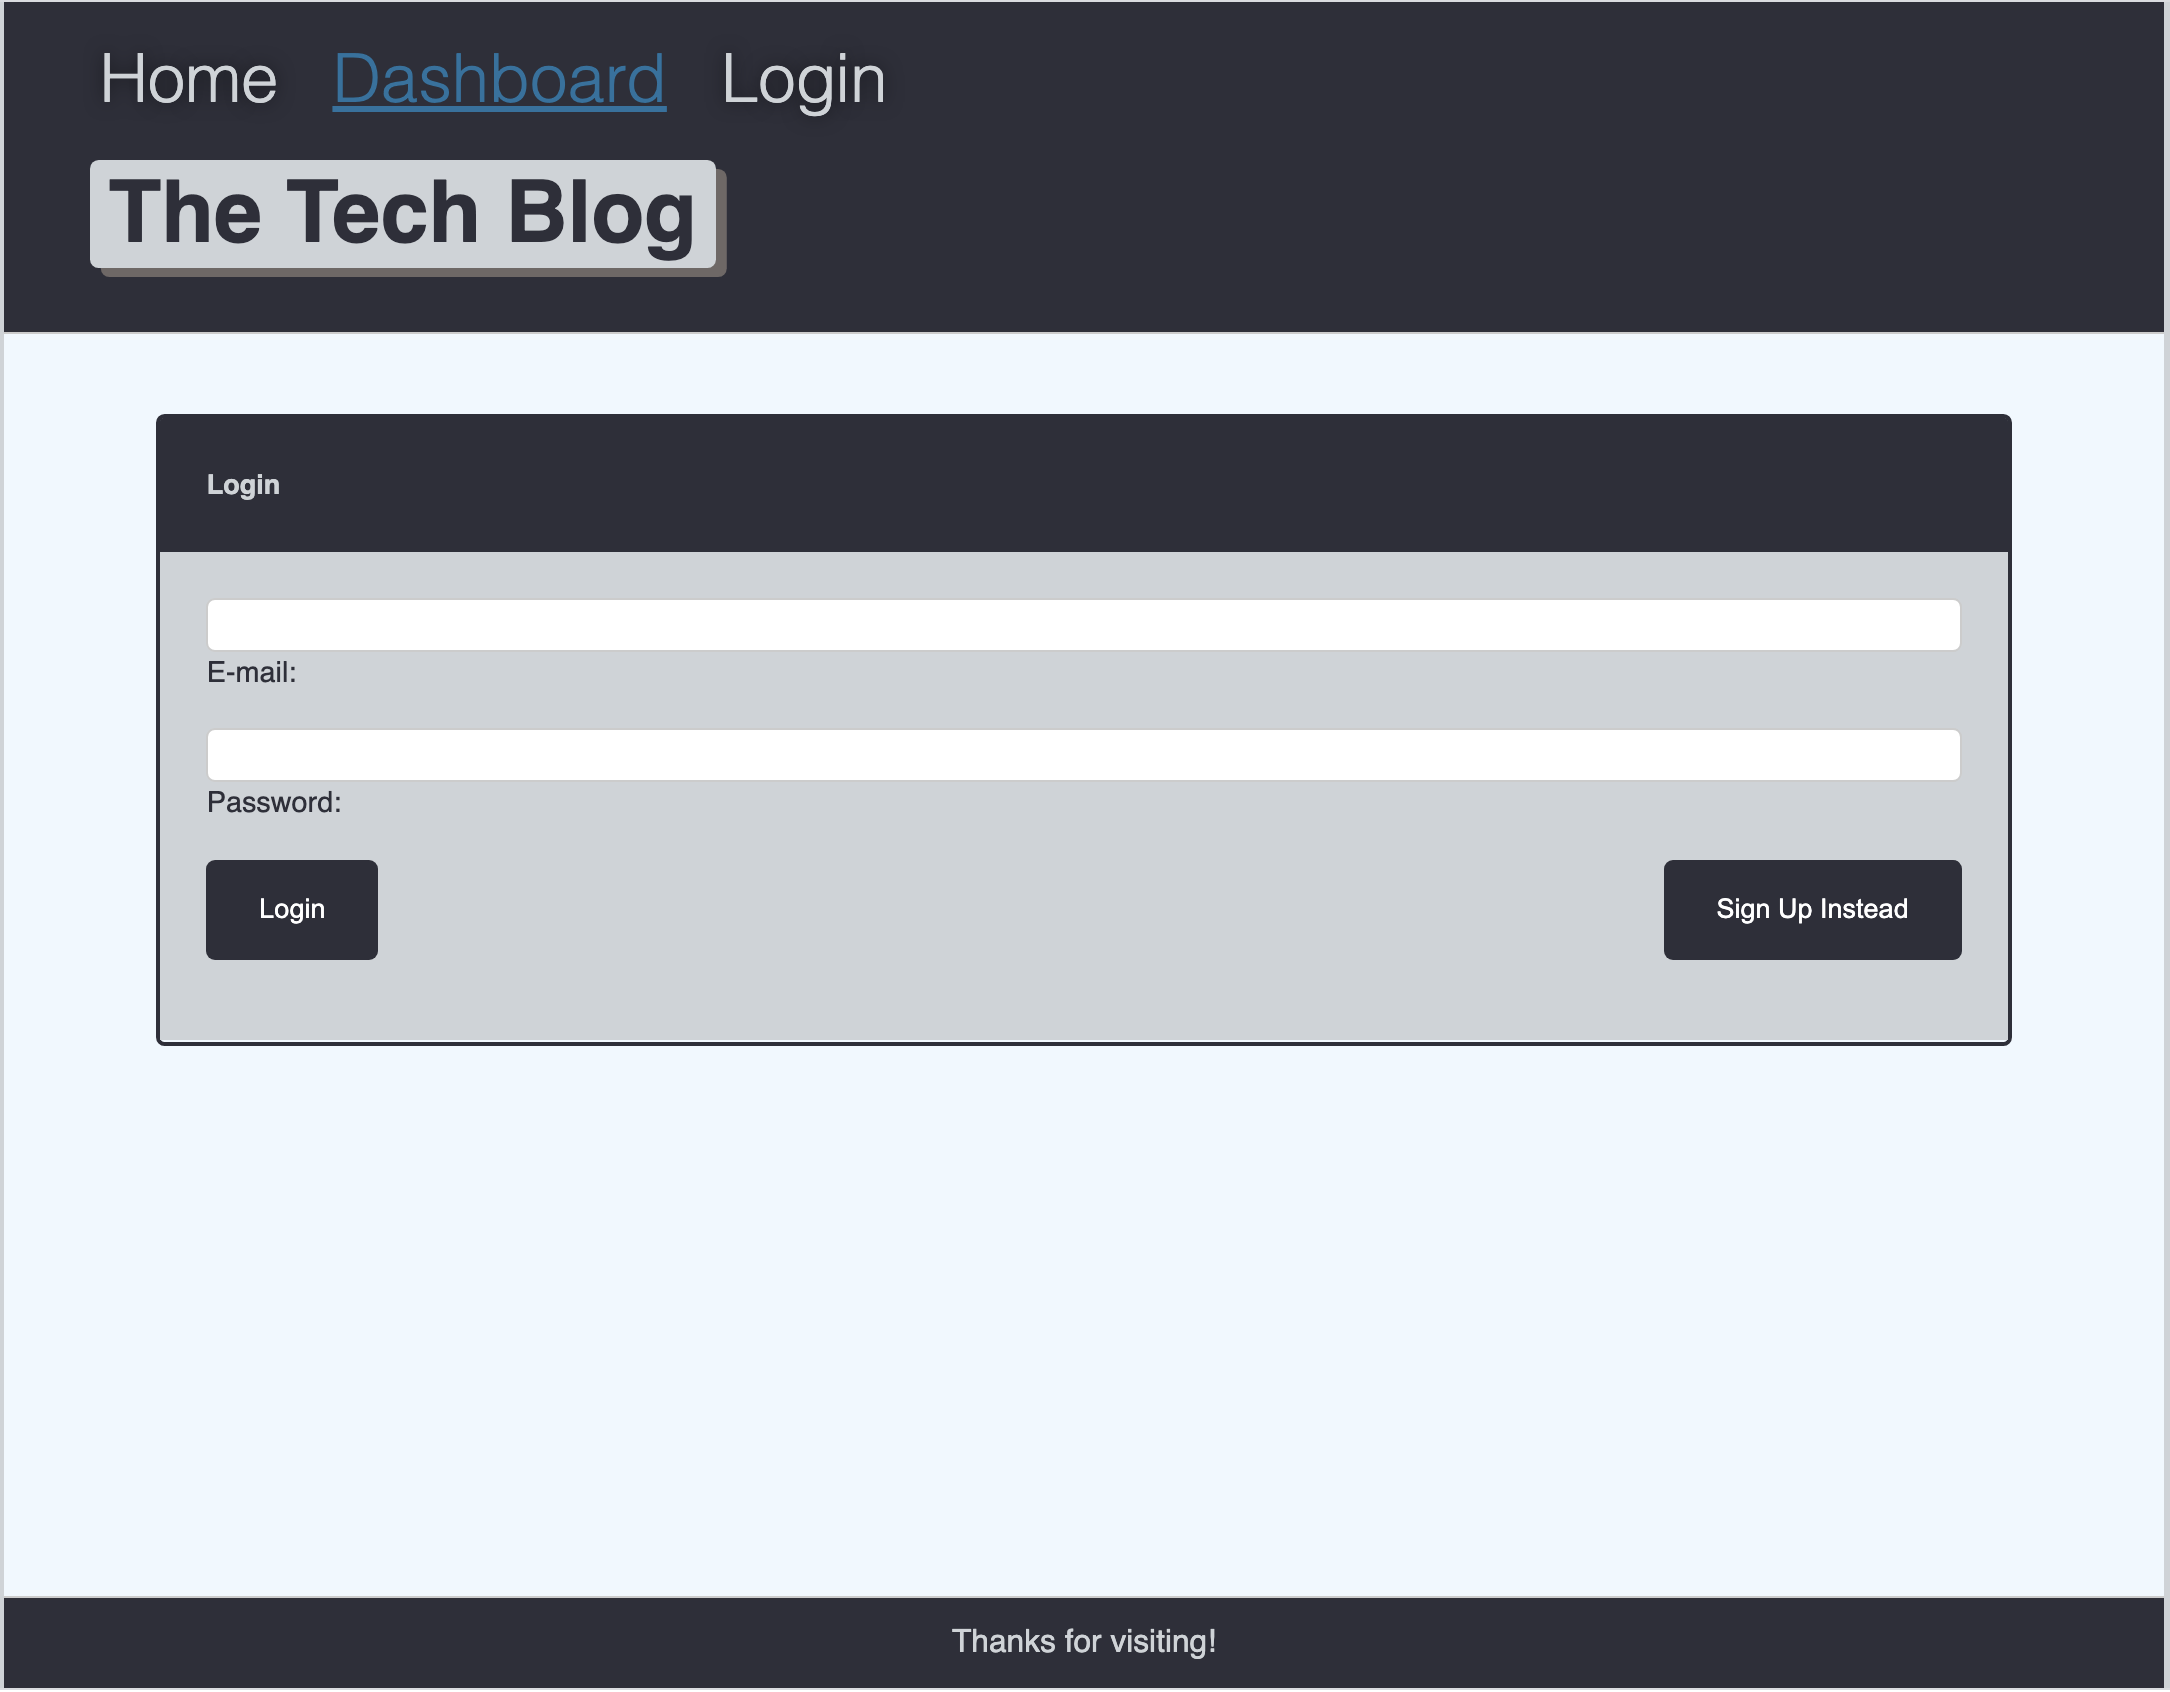 Home Dashboard Login
The Tech Blog
Login
E-mail:
Password:
Login Sign Up Instead
Thanks for visiting!